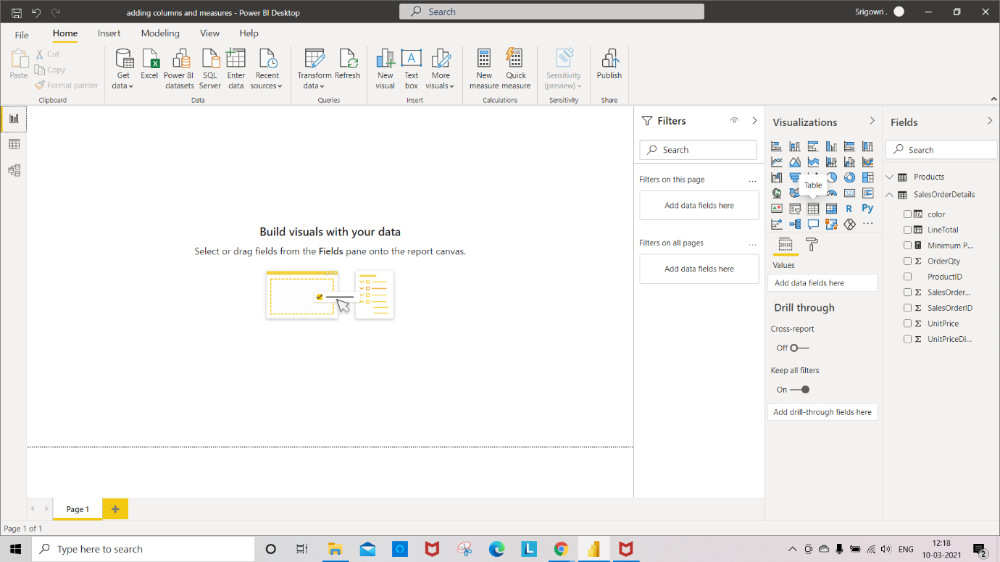 adding columns and measures - Power BI Desktop
Search
Srigowri .
File
Home
Insert
Modeling
View
Help
Paste
Cut
Copy
Format painter
Clipboard
Get data
Excel
Power BI datasets
SQL Server
Enter data
Recent sources
Data
Transform data
Refresh
Queries
New visual
Text box
More visuals
Insert
New measure
Quick measure
Calculations
Sensitivity (preview)
Sensitivity
Publish
Share
Build visuals with your data
Select or drag fields from the Fields pane onto the report canvas.
Filters
Search
Filters on this page
...
Add data fields here
Filters on all pages
...
Add data fields here
Visualizations
Table
123
R
Py
...
Values
Add data fields here
Drill through
Cross-report
Off
Keep all filters
On
Add drill-through fields here
Fields
Search
Products
SalesOrderDetails
color
LineTotal
Minimum P...
Σ OrderQty
ProductID
Σ SalesOrder...
Σ SalesOrderID
Σ UnitPrice
Σ UnitPriceDi...
Page 1
Page 1 of 1
Type here to search
L
ENG
12:18
10-03-2021
2